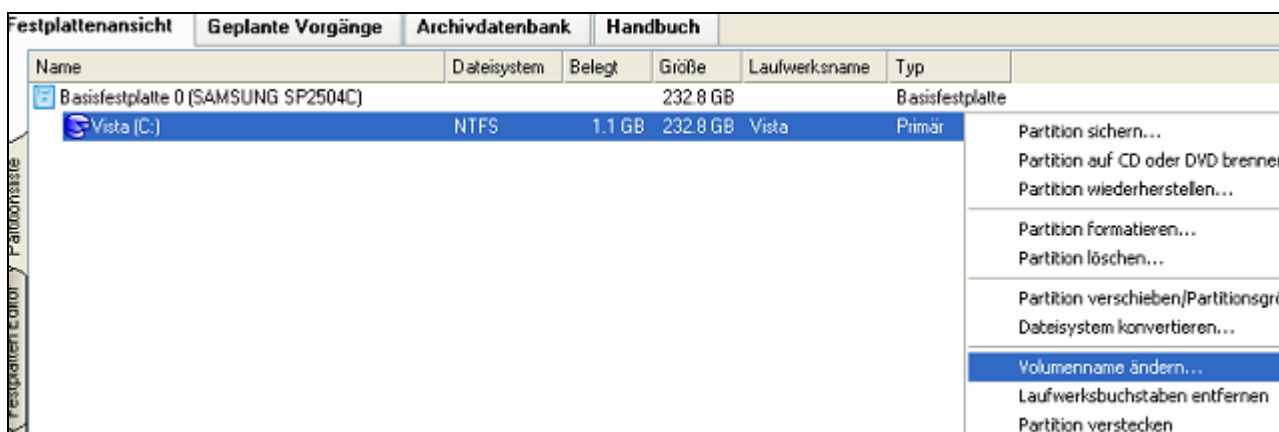 Festplattenansicht Geplante Vorgänge Archivdatenbank Handbuch
Name Dateisystem Belegt Größe Laufwerksname Typ
Basisfestplatte 0 (SAMSUNG SP2504C) 232.8 GB Basisfestplatte
Vista (C:) NTFS 1.1 GB 232.8 GB Vista Primär
Partition sichern...
Partition auf CD oder DVD brennen
Partition wiederherstellen...
Partition formatieren...
Partition löschen...
Partition verschieben/Partitionsgrö
Dateisystem konvertieren...
Volumenname ändern...
Laufwerksbuchstaben entfernen
Partition verstecken
Partitionsliste
Festplatten Editor